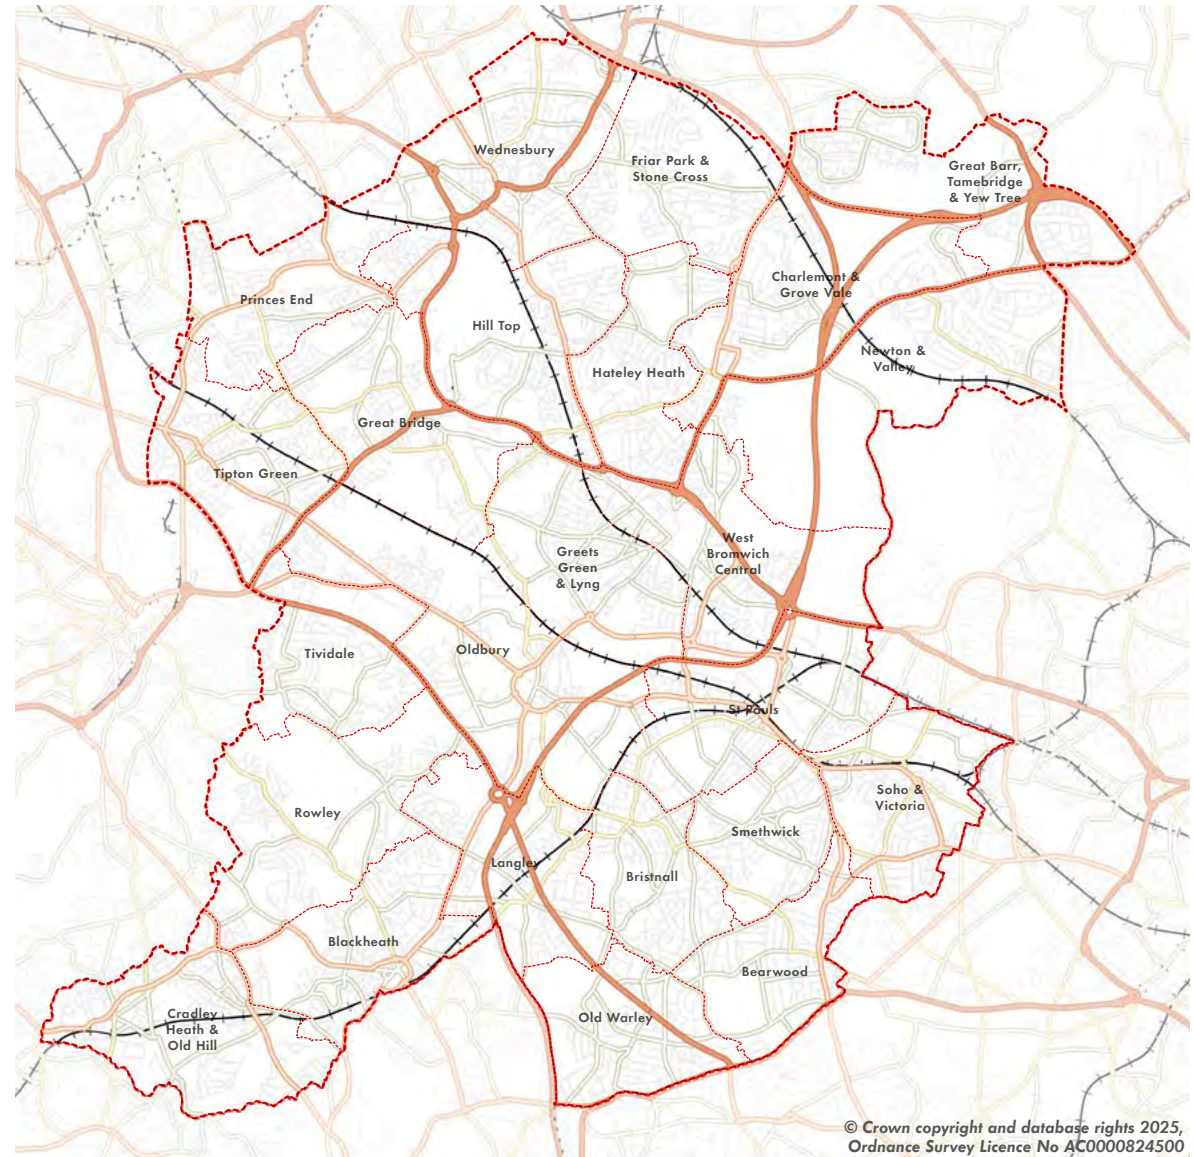 Wednesbury
Friar Park &
Stone Cross
Great Barr,
Tamebridge
& Yew Tree
Charlemont &
Grove Vale
Princes End
Hill Top
Newton &
Valley
Hateley Heath
Great Bridge
Tipton Green
West
Bromwich
Central
Greets
Green
& Lyng
Tividale
Oldbury
St Pauls
Soho &
Victoria
Rowley
Smethwick
Langley
Bristnall
Blackheath
Bearwood
Cradley
Heath &
Old Hill
Old Warley
© Crown copyright and database rights 2025,
Ordnance Survey Licence No AC0000824500